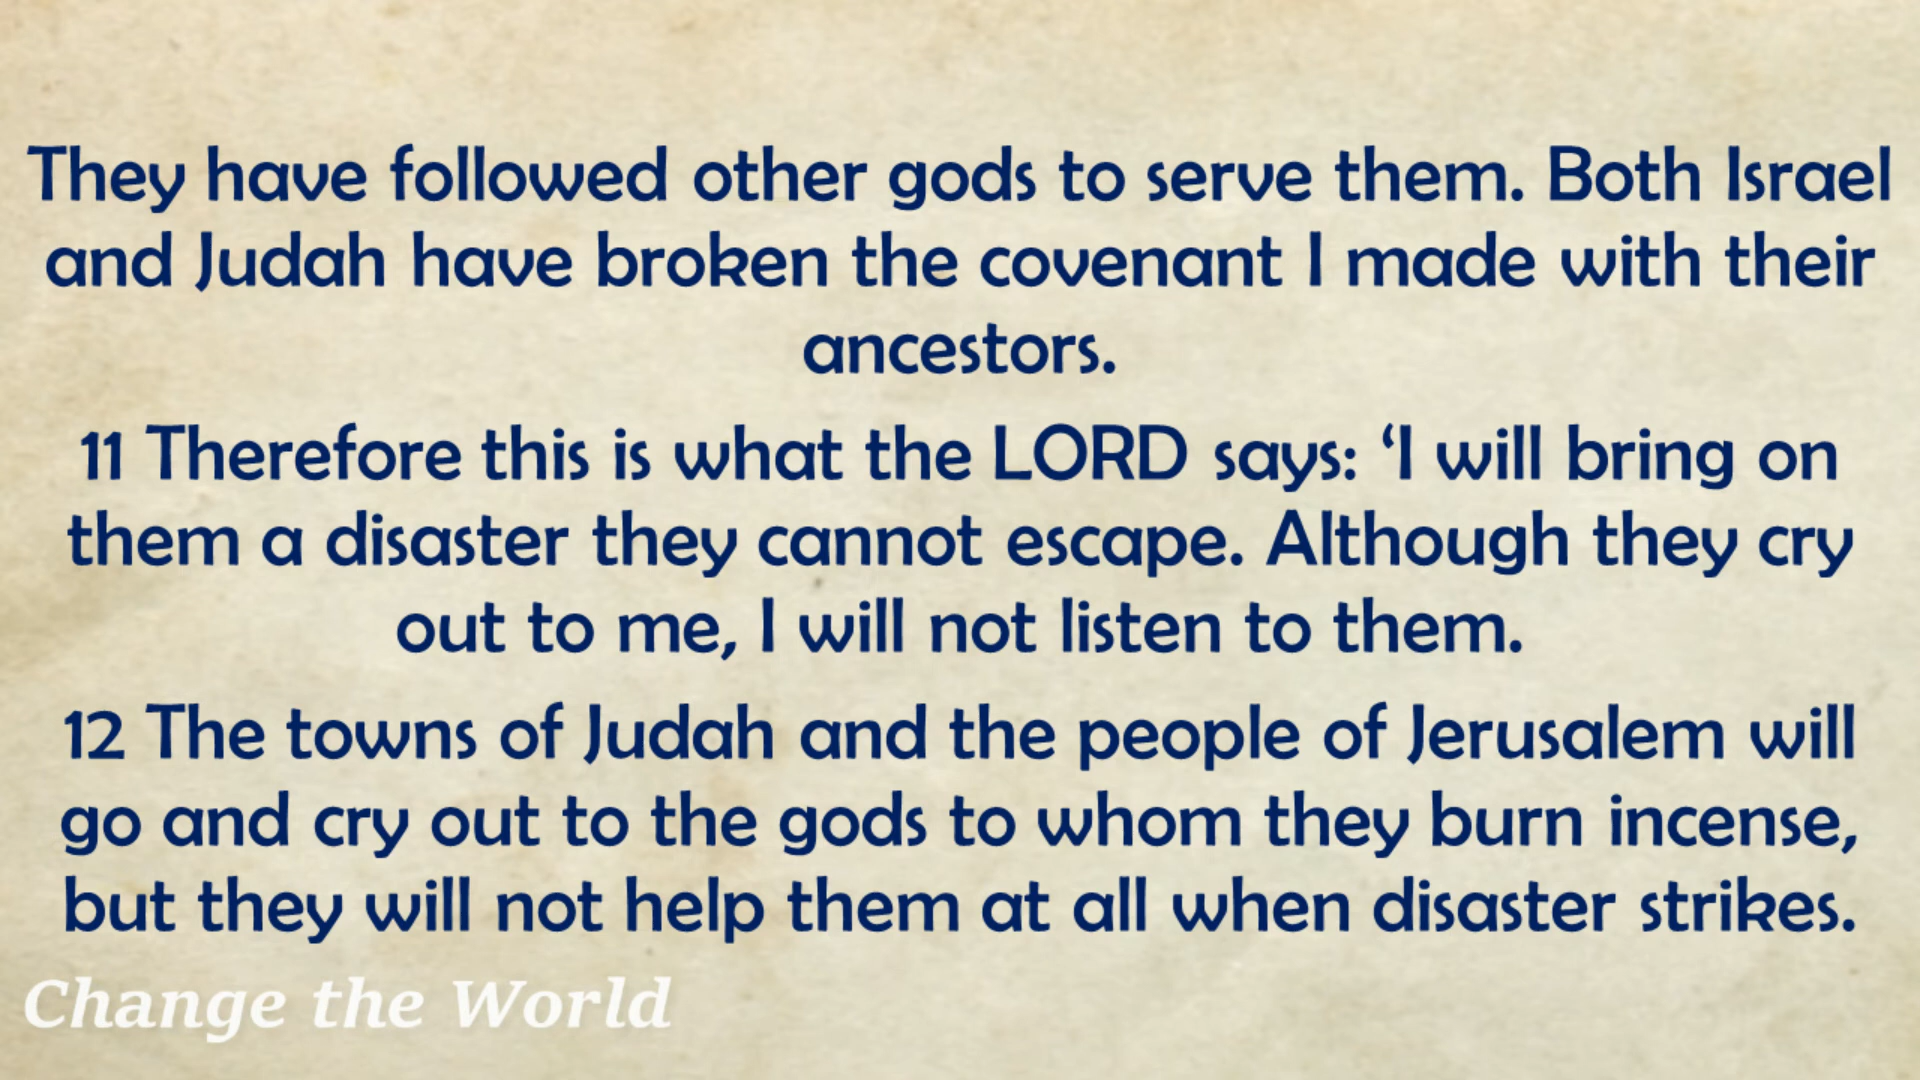 They have followed other gods to serve them. Both Israel
and Judah have broken the covenant I made with their
ancestors.
11 Therefore this is what the LORD says: ‘I will bring on
them a disaster they cannot escape. Although they cry
out to me, I will not listen to them.
12 The towns of Judah and the people of Jerusalem will
go and cry out to the gods to whom they burn incense,
but they will not help them at all when disaster strikes.
Change the World